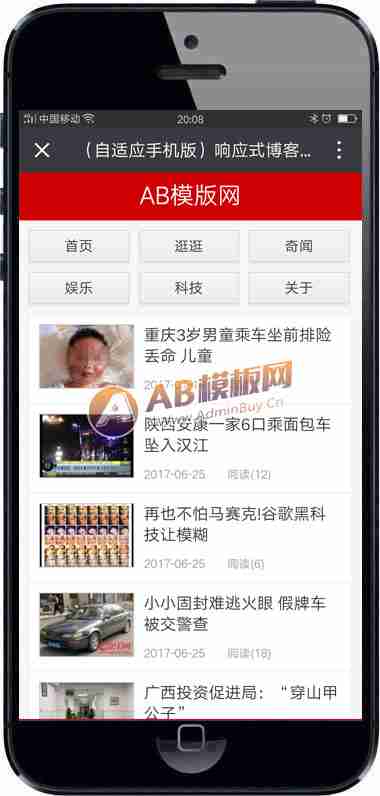 中国移动
20:08
（自适应手机版）响应式博客...
AB模版网
首页
逛逛
奇闻
娱乐
科技
关于
重庆3岁男童乘车坐前排险
丢命 儿童
AB模板网
www.AdminBuy.Cn
陕西安康一家6口乘面包车
坠入汉江
2017-06-25
阅读(12)
再也不怕马赛克!谷歌黑科
技让模糊
2017-06-25
阅读(6)
小小固封难逃火眼 假牌车
被交警查
2017-06-25
阅读(18)
广西投资促进局：“穿山甲
公子”